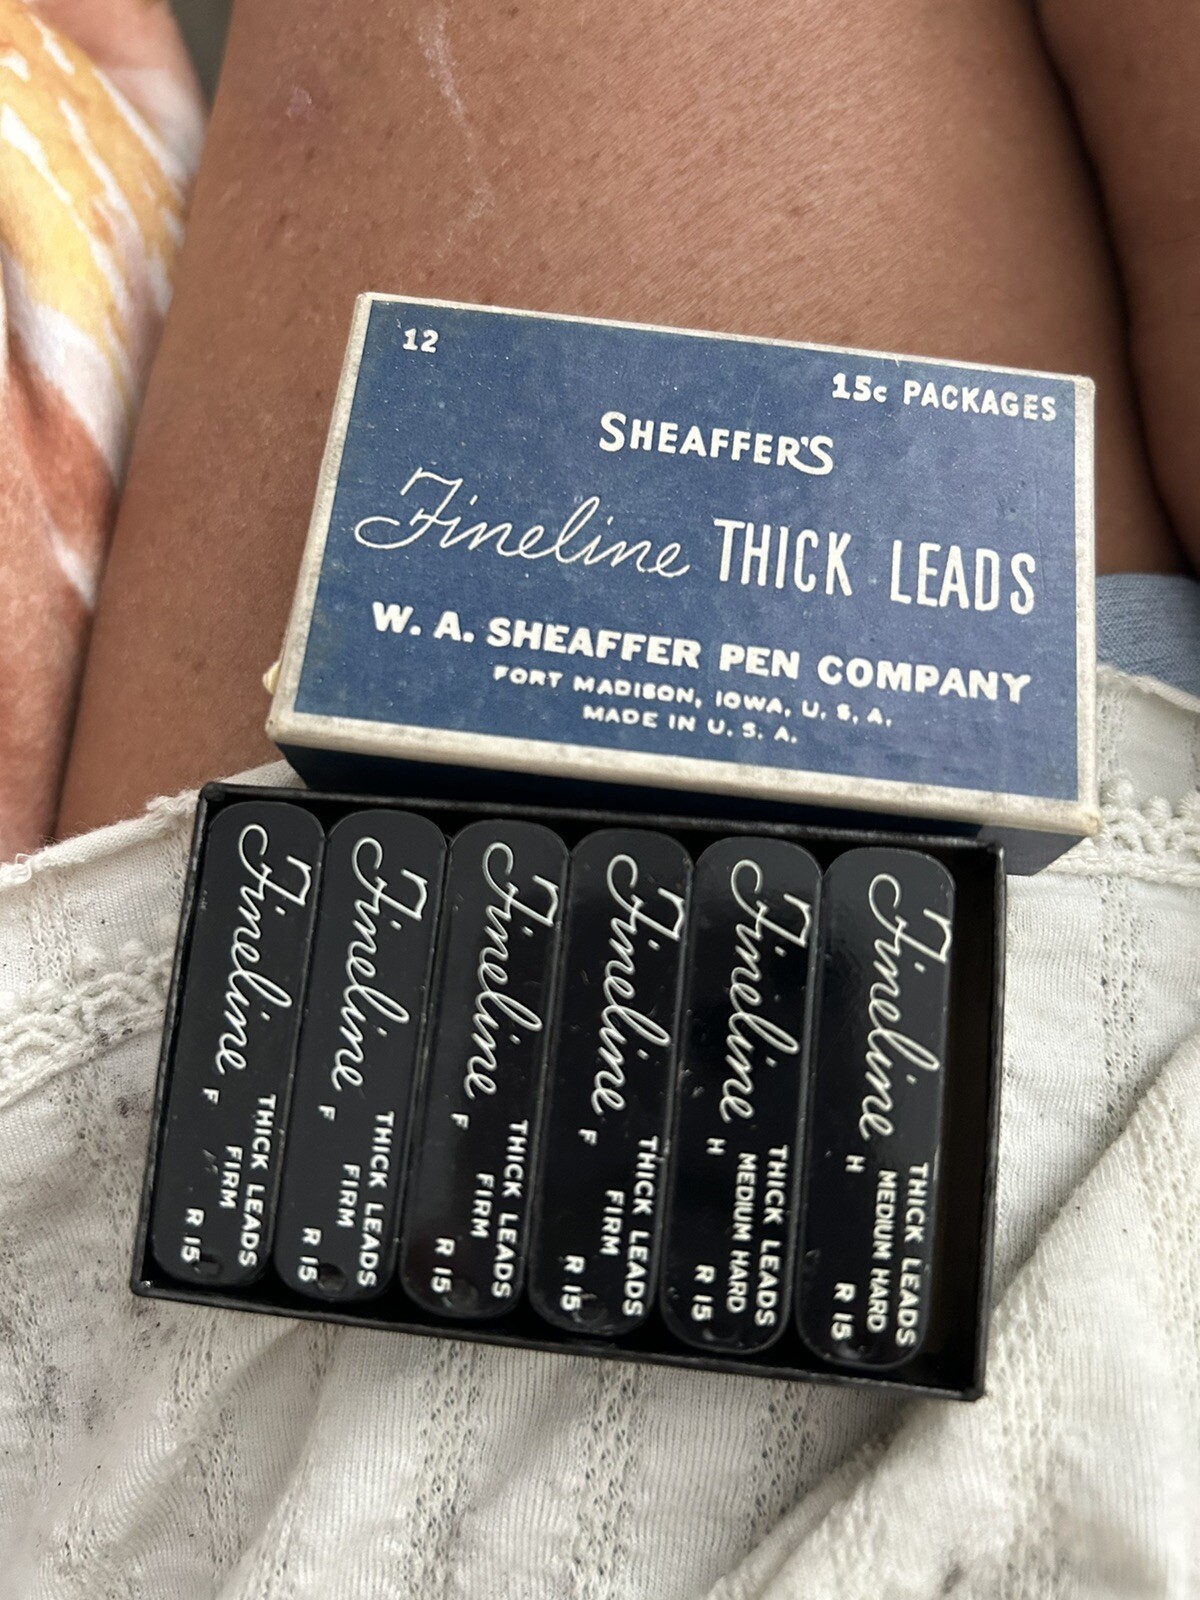 12
15c PACKAGES
SHEAFFER'S
Fineline THICK LEADS
W. A. SHEAFFER PEN COMPANY
FORT MADISON, IOWA, U. S. A.
MADE IN U. S. A.
Fineline F THICK LEADS
FIRM
R 15
Fineline F THICK LEADS
FIRM
R 15
Fineline F THICK LEADS
FIRM
R 15
Fineline F THICK LEADS
FIRM
R 15
Fineline H THICK LEADS
MEDIUM HARD
R 15
Fineline H THICK LEADS
MEDIUM HARD
R 15